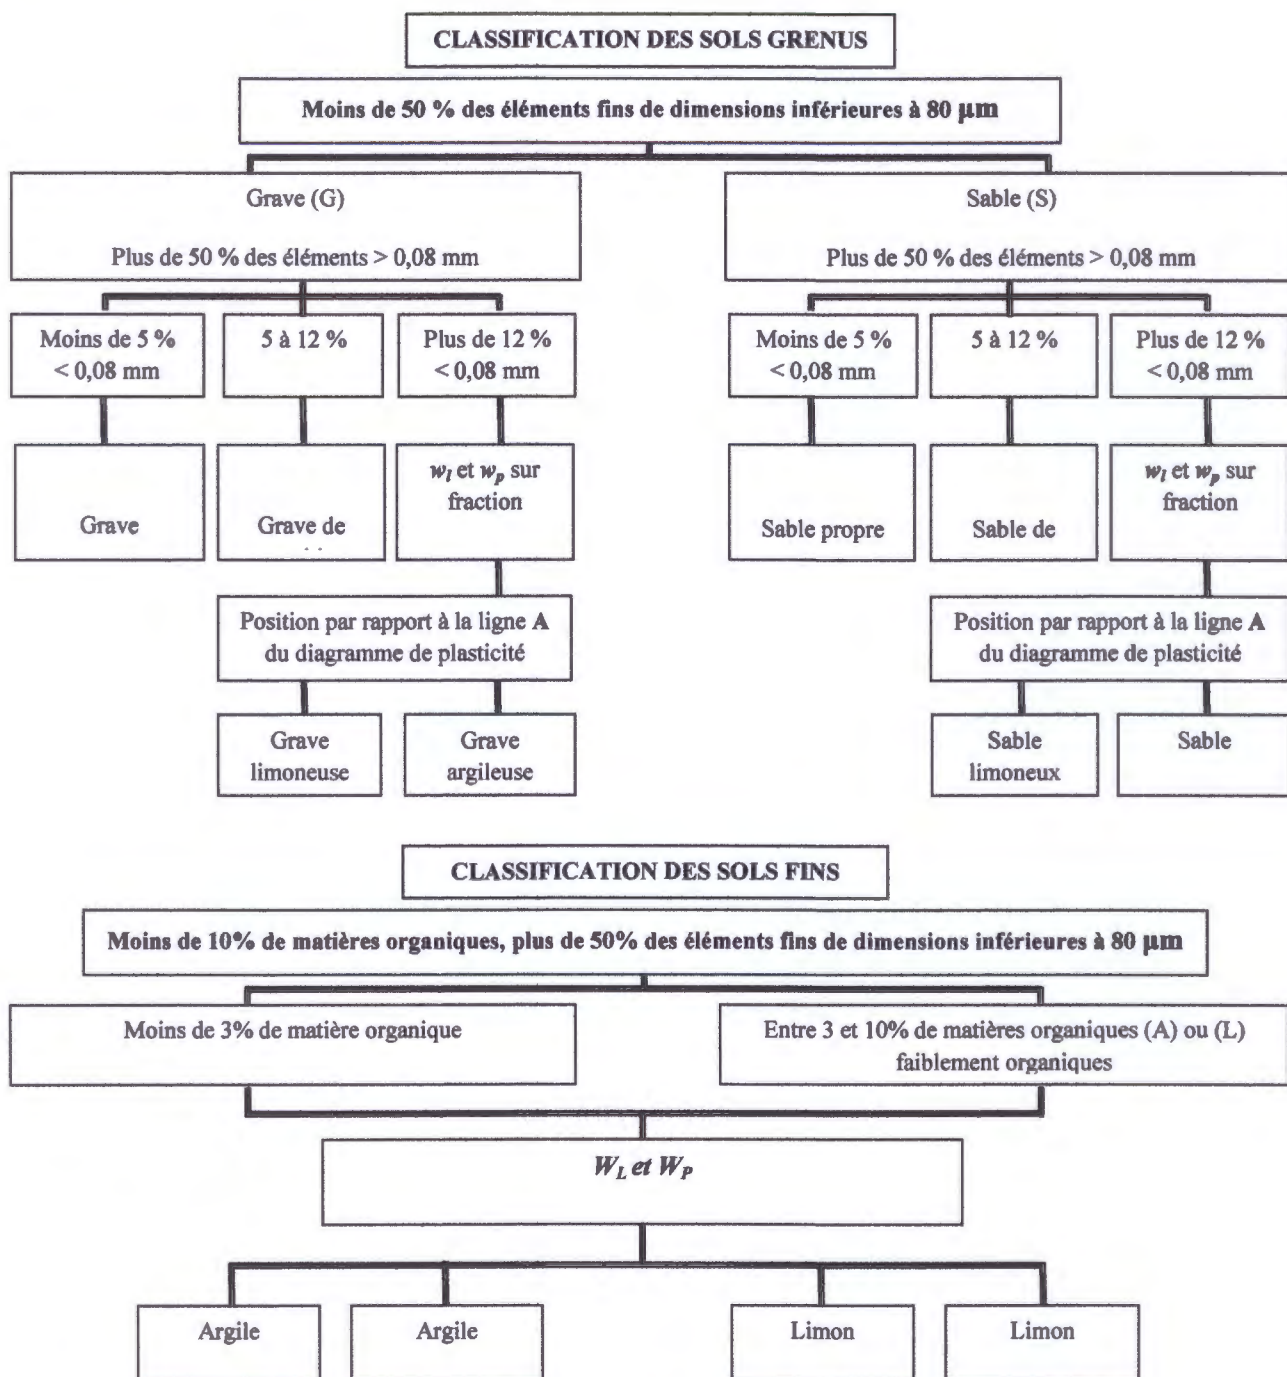 CLASSIFICATION DES SOLS GRENUS
Moins de 50 % des éléments fins de dimensions inférieures à 80 µm
Grave (G)
Plus de 50 % des éléments > 0,08 mm
Sable (S)
Plus de 50 % des éléments > 0,08 mm
Moins de 5 %
< 0,08 mm
5 à 12 %
Plus de 12 %
< 0,08 mm
Moins de 5 %
< 0,08 mm
5 à 12 %
Plus de 12 %
< 0,08 mm
Grave
Grave de
w_l et w_p sur
fraction
Sable propre
Sable de
w_l et w_p sur
fraction
Position par rapport à la ligne A
du diagramme de plasticité
Position par rapport à la ligne A
du diagramme de plasticité
Grave
limoneuse
Grave
argileuse
Sable
limoneux
Sable
CLASSIFICATION DES SOLS FINS
Moins de 10% de matières organiques, plus de 50% des éléments fins de dimensions inférieures à 80 µm
Moins de 3% de matière organique
Entre 3 et 10% de matières organiques (A) ou (L)
faiblement organiques
W_L et W_P
Argile
Argile
Limon
Limon